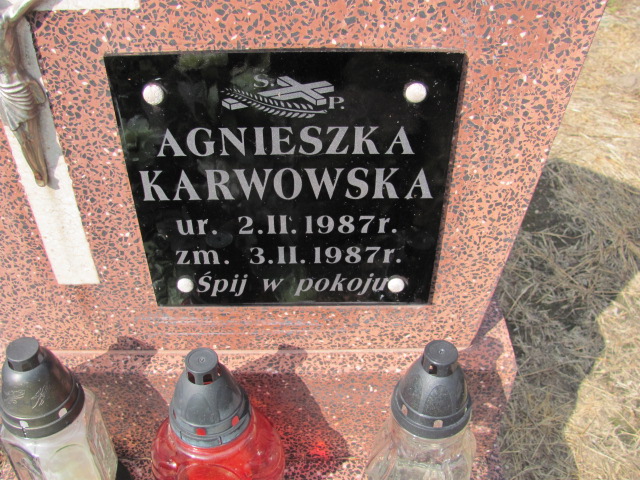 S. P.
AGNIESZKA
KARWOWSKA
ur. 2.II.1987r.
zm. 3.II.1987r.
Śpij w pokoju